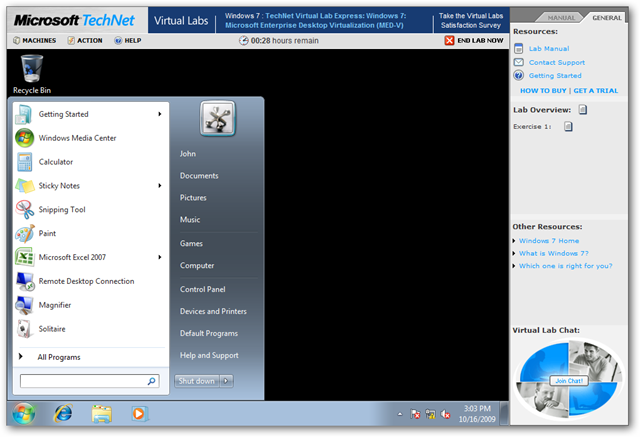 Microsoft TechNet
Virtual Labs
Windows 7 : TechNet Virtual Lab Express: Windows 7:
Microsoft Enterprise Desktop Virtualization (MED-V)
Take the Virtual Labs
Satisfaction Survey
MACHINES
ACTION
HELP
00:28 hours remain
END LAB NOW
MANUAL
GENERAL
Resources:
Lab Manual
Contact Support
Getting Started
HOW TO BUY | GET A TRIAL
Lab Overview:
Exercise 1:
Other Resources:
Windows 7 Home
What is Windows 7?
Which one is right for you?
Virtual Lab Chat:
Join Chat!
Recycle Bin
Getting Started
Windows Media Center
Calculator
Sticky Notes
Snipping Tool
Paint
Microsoft Excel 2007
Remote Desktop Connection
Magnifier
Solitaire
All Programs
John
Documents
Pictures
Music
Games
Computer
Control Panel
Devices and Printers
Default Programs
Help and Support
Shut down
3:03 PM
10/16/2009